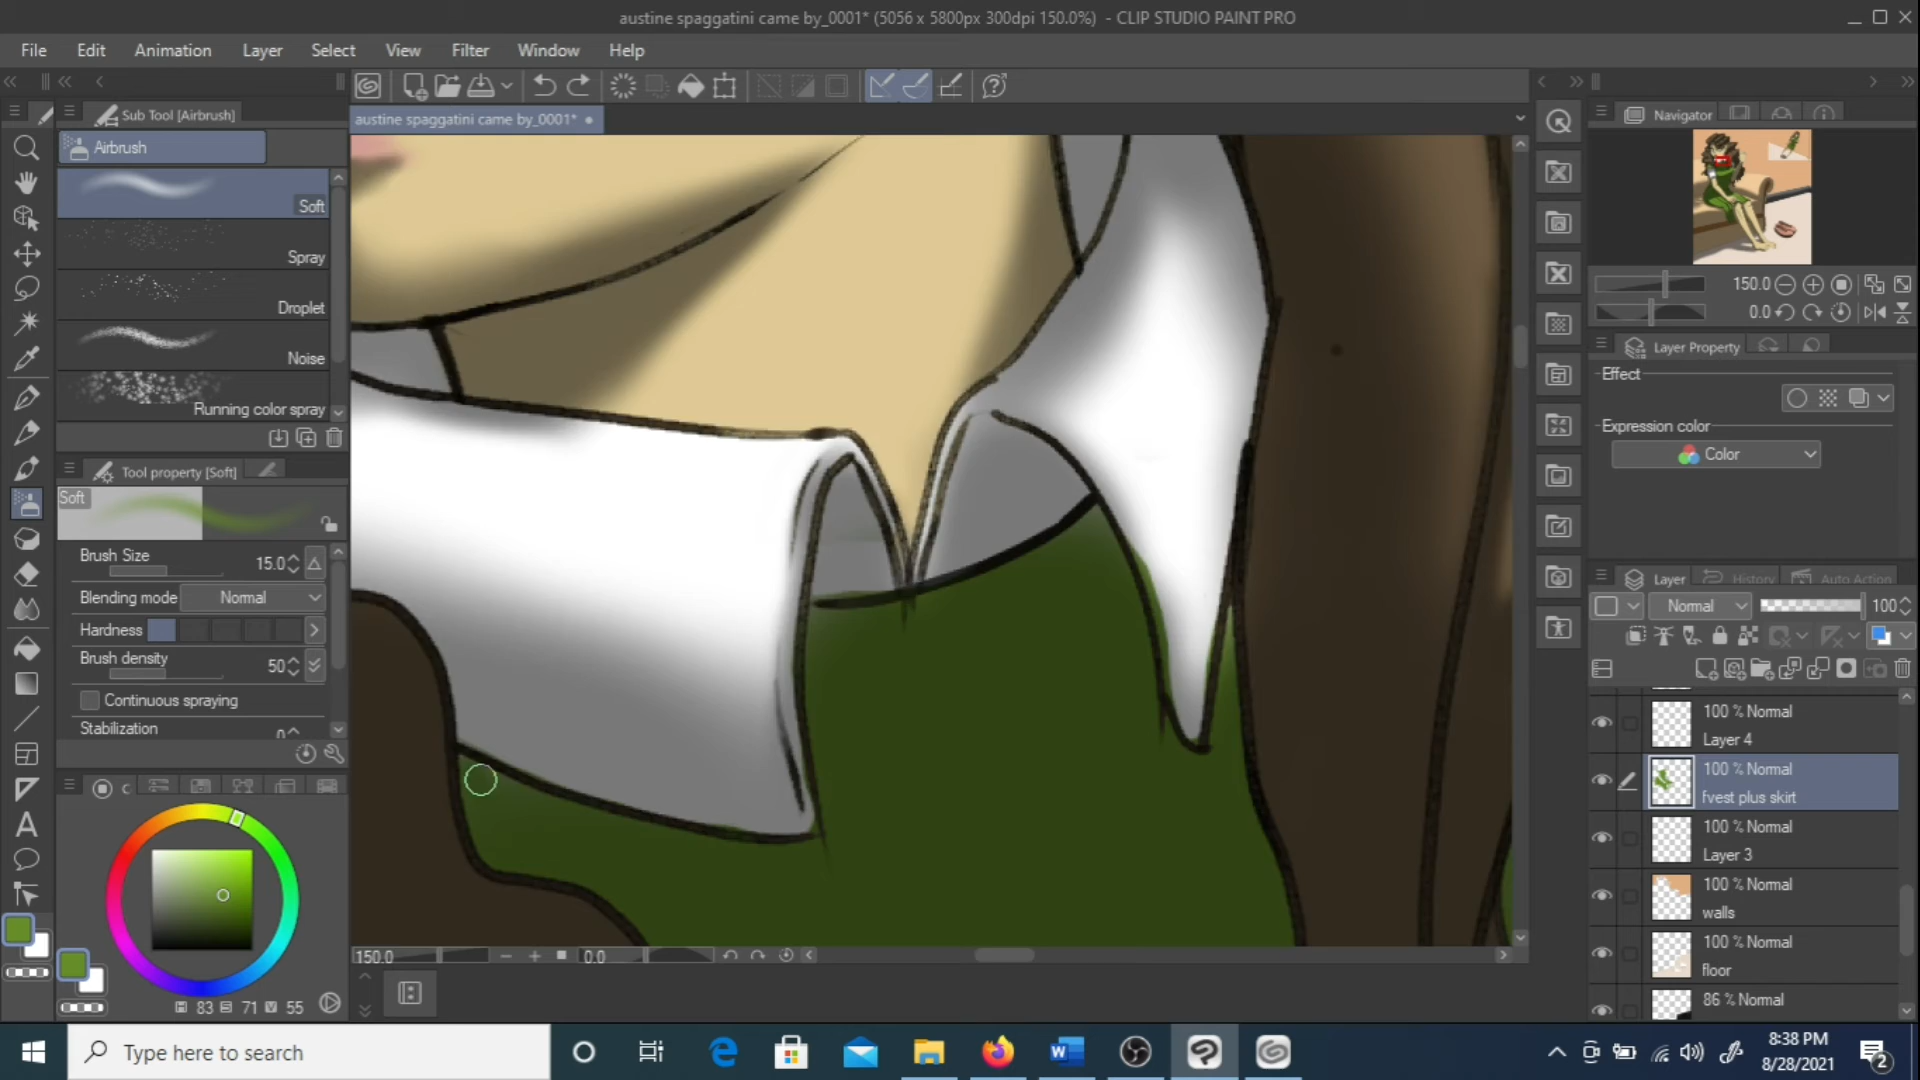 austine spaggatini came by_0001* (5056 x 5800px 300dpi 150.0%) - CLIP STUDIO PAINT PRO
File Edit Animation Layer Select View Filter Window Help
Sub Tool [Airbrush]
Airbrush
Soft
Spray
Droplet
Noise
Running color spray
Tool property [Soft]
Soft
Brush Size 15.0
Blending mode Normal
Hardness
Brush density 50
Continuous spraying
Stabilization
C
83 71 55
austine spaggatini came by_0001*
150.0 0.0
Navigator
150.0
0.0
Layer Property
Effect
Expression color
Color
Layer History Auto Action
Normal 100
100 % Normal
Layer 4
100 % Normal
fvest plus skirt
100 % Normal
Layer 3
100 % Normal
walls
100 % Normal
floor
86 % Normal
Type here to search
8:38 PM
8/28/2021
2